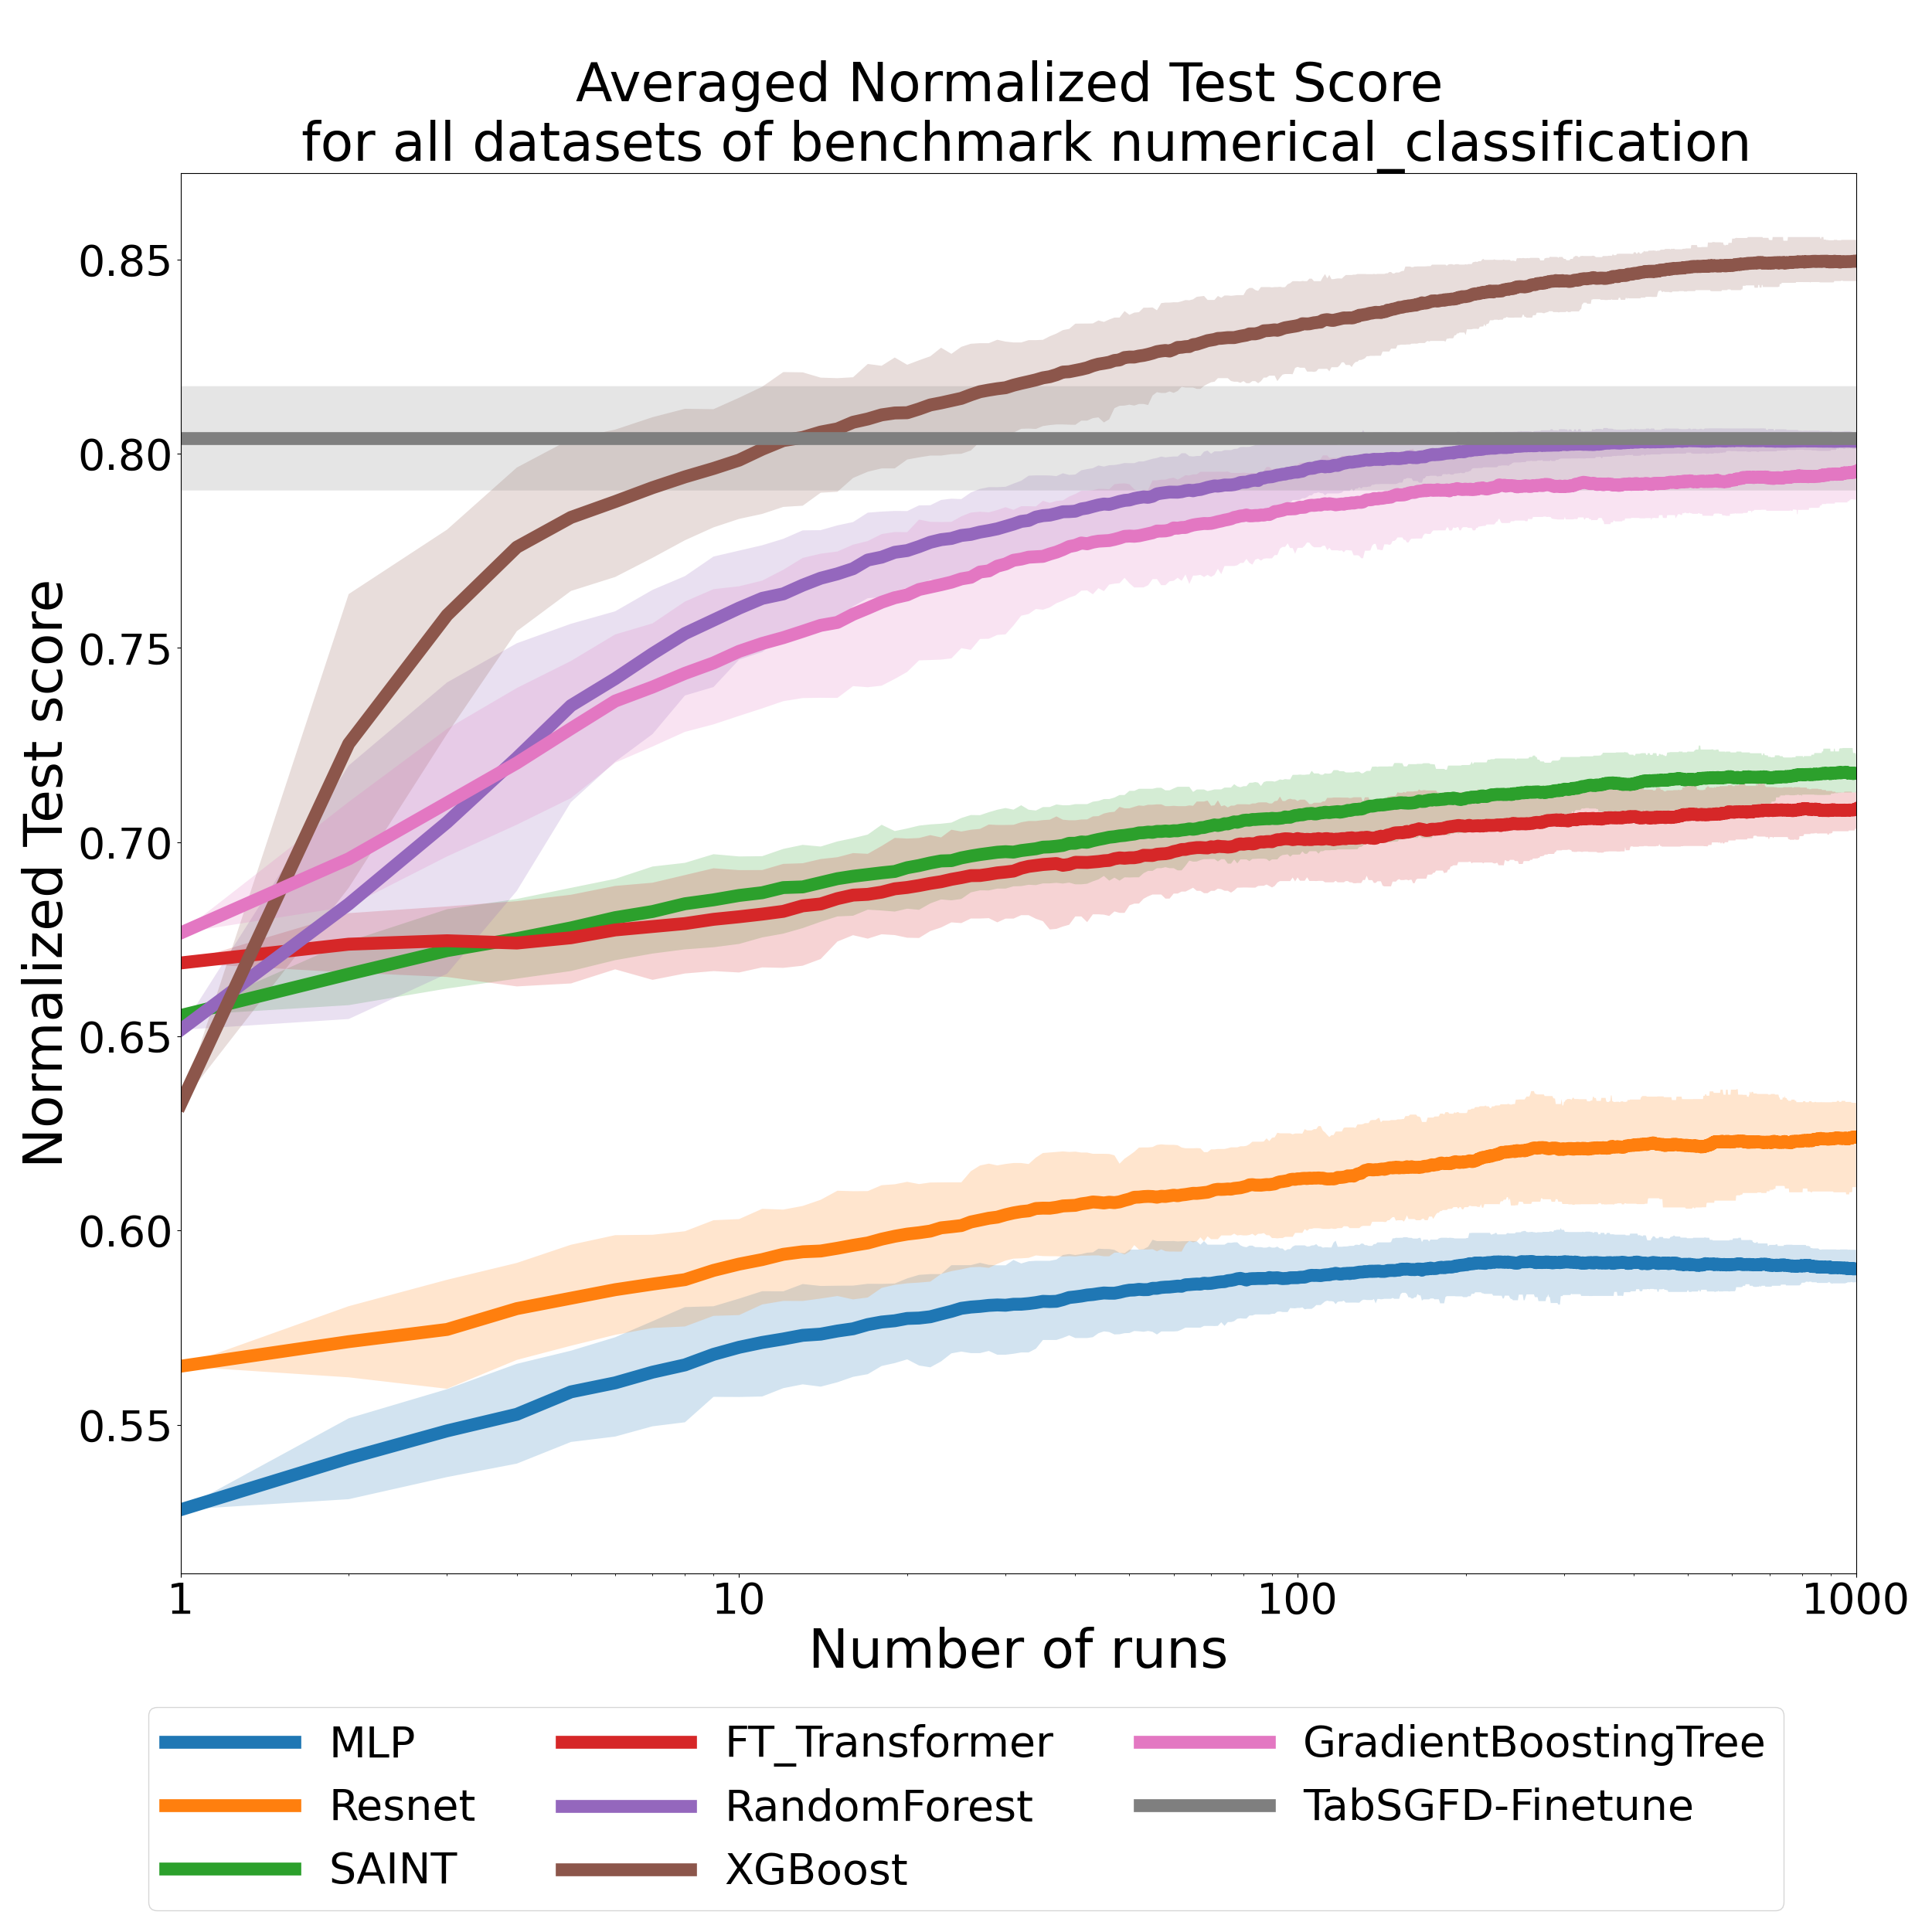 Averaged Normalized Test Score
for all datasets of benchmark numerical_classification
Normalized Test score
0.85
0.80
0.75
0.70
0.65
0.60
0.55
1
10
100
1000
Number of runs
MLP
Resnet
SAINT
FT_Transformer
RandomForest
XGBoost
GradientBoostingTree
TabSGFD-Finetune